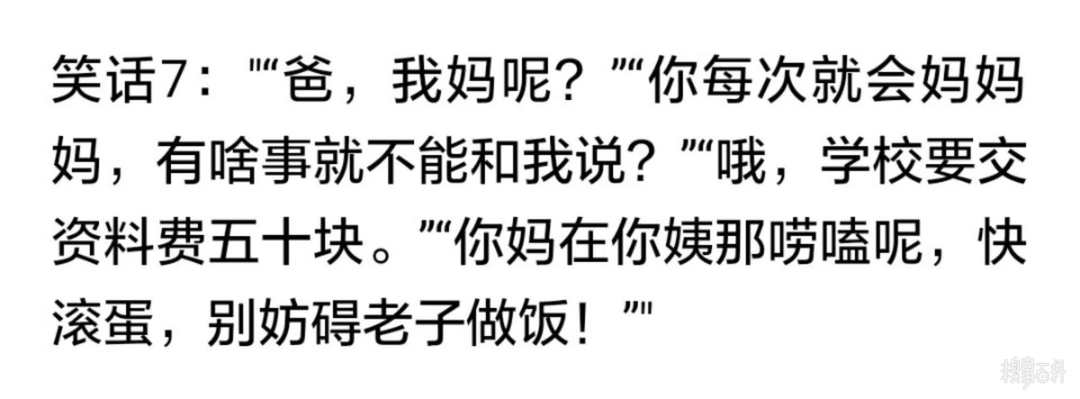 笑话7："“爸，我妈呢？”“你每次就会妈妈
妈，有啥事就不能和我说？”“哦，学校要交
资料费五十块。”“你妈在你姨那唠嗑呢，快
滚蛋，别妨碍老子做饭！”"